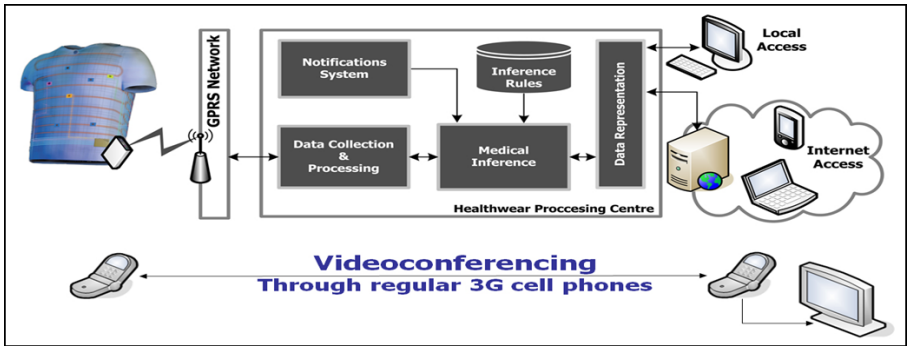 GPRS Network
Notifications
System
Inference
Rules
Data Collection
&
Processing
Medical
Inference
Data Representation
Healthwear Proccesing Centre
Local
Access
Internet
Access
Videoconferencing
Through regular 3G cell phones